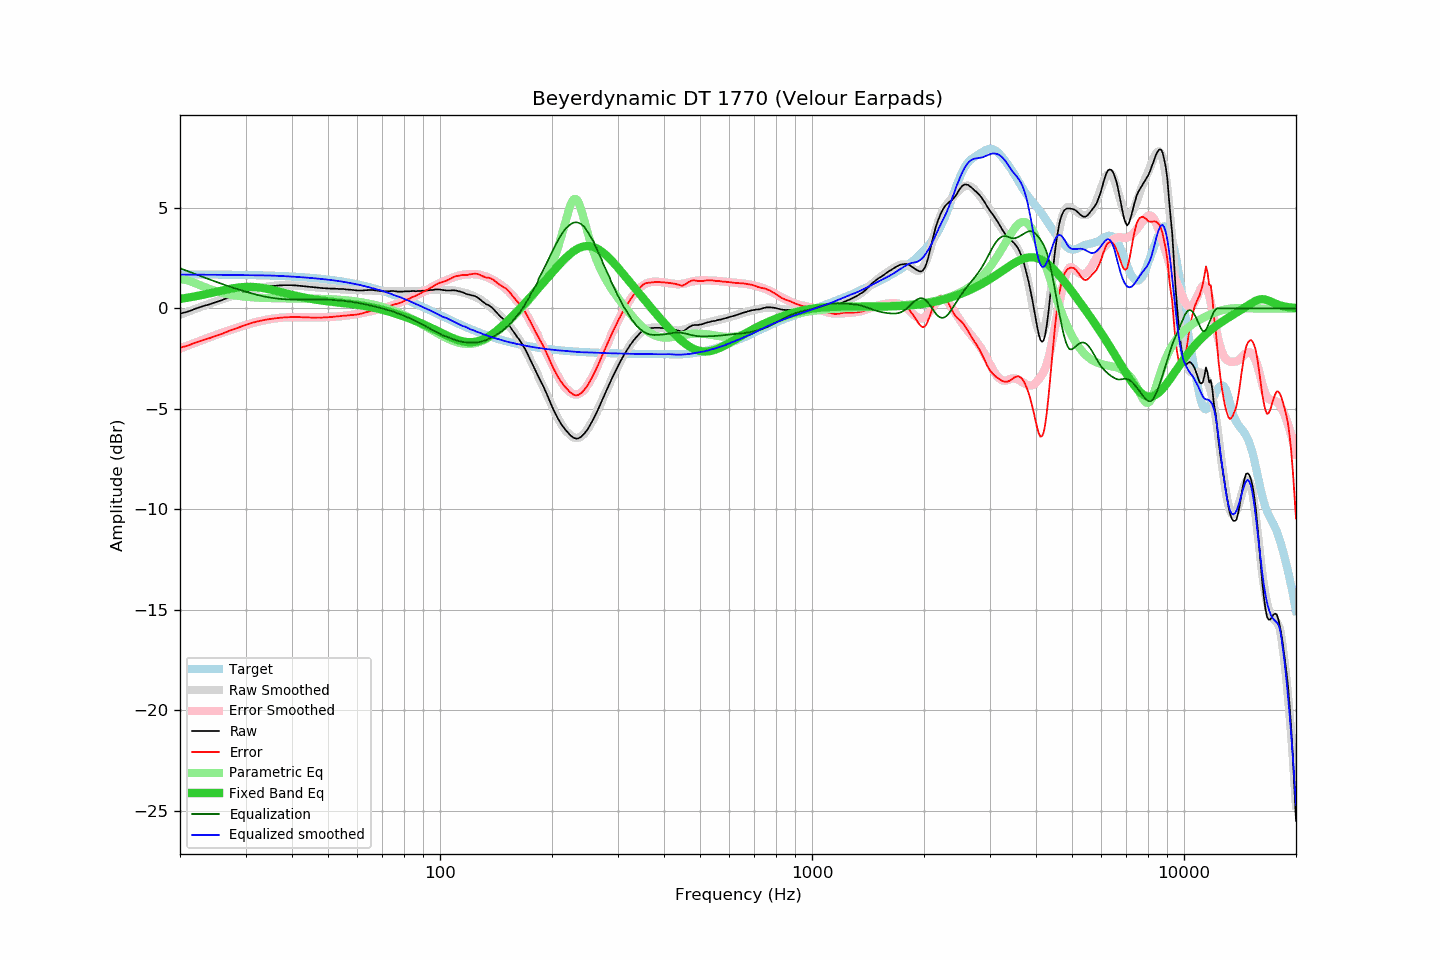 Beyerdynamic DT 1770 (Velour Earpads)
Amplitude (dBr)
5
0
−5
−10
−15
−20
−25
Target
Raw Smoothed
Error Smoothed
Raw
Error
Parametric Eq
Fixed Band Eq
Equalization
Equalized smoothed
100
1000
10000
Frequency (Hz)